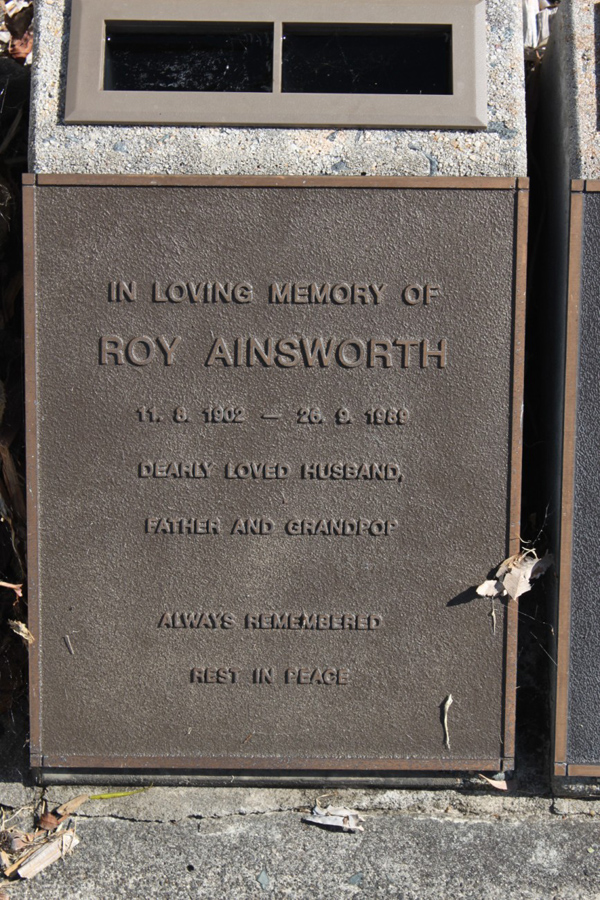 IN LOVING MEMORY OF
ROY AINSWORTH
11. 8. 1902 — 26. 9. 1989
DEARLY LOVED HUSBAND,
FATHER AND GRANDPOP
ALWAYS REMEMBERED
REST IN PEACE